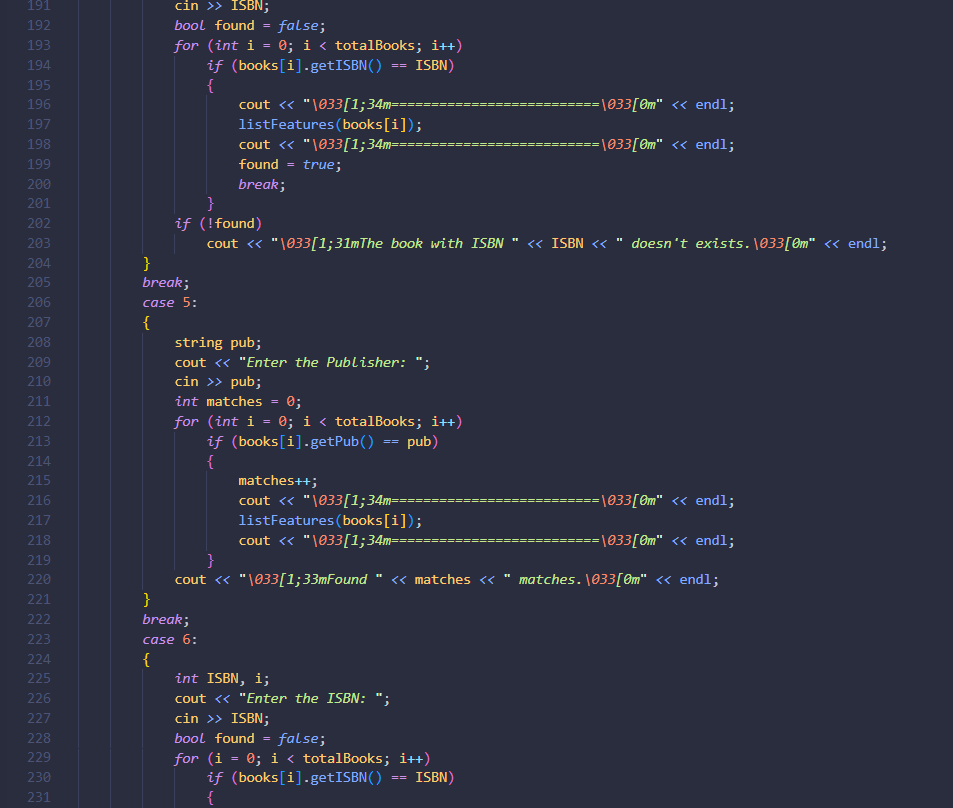 191 cin >> ISBN;
192 bool found = false;
193 for (int i = 0; i < totalBooks; i++)
194 if (books[i].getISBN() == ISBN)
195 {
196 cout << "\033[1;34m==========================\033[0m" << endl;
197 listFeatures(books[i]);
198 cout << "\033[1;34m==========================\033[0m" << endl;
199 found = true;
200 break;
201 }
202 if (!found)
203 cout << "\033[1;31mThe book with ISBN " << ISBN << " doesn't exists.\033[0m" << endl;
204 }
205 break;
206 case 5:
207 {
208 string pub;
209 cout << "Enter the Publisher: ";
210 cin >> pub;
211 int matches = 0;
212 for (int i = 0; i < totalBooks; i++)
213 if (books[i].getPub() == pub)
214 {
215 matches++;
216 cout << "\033[1;34m==========================\033[0m" << endl;
217 listFeatures(books[i]);
218 cout << "\033[1;34m==========================\033[0m" << endl;
219 }
220 cout << "\033[1;33mFound " << matches << " matches.\033[0m" << endl;
221 }
222 break;
223 case 6:
224 {
225 int ISBN, i;
226 cout << "Enter the ISBN: ";
227 cin >> ISBN;
228 bool found = false;
229 for (i = 0; i < totalBooks; i++)
230 if (books[i].getISBN() == ISBN)
231 {